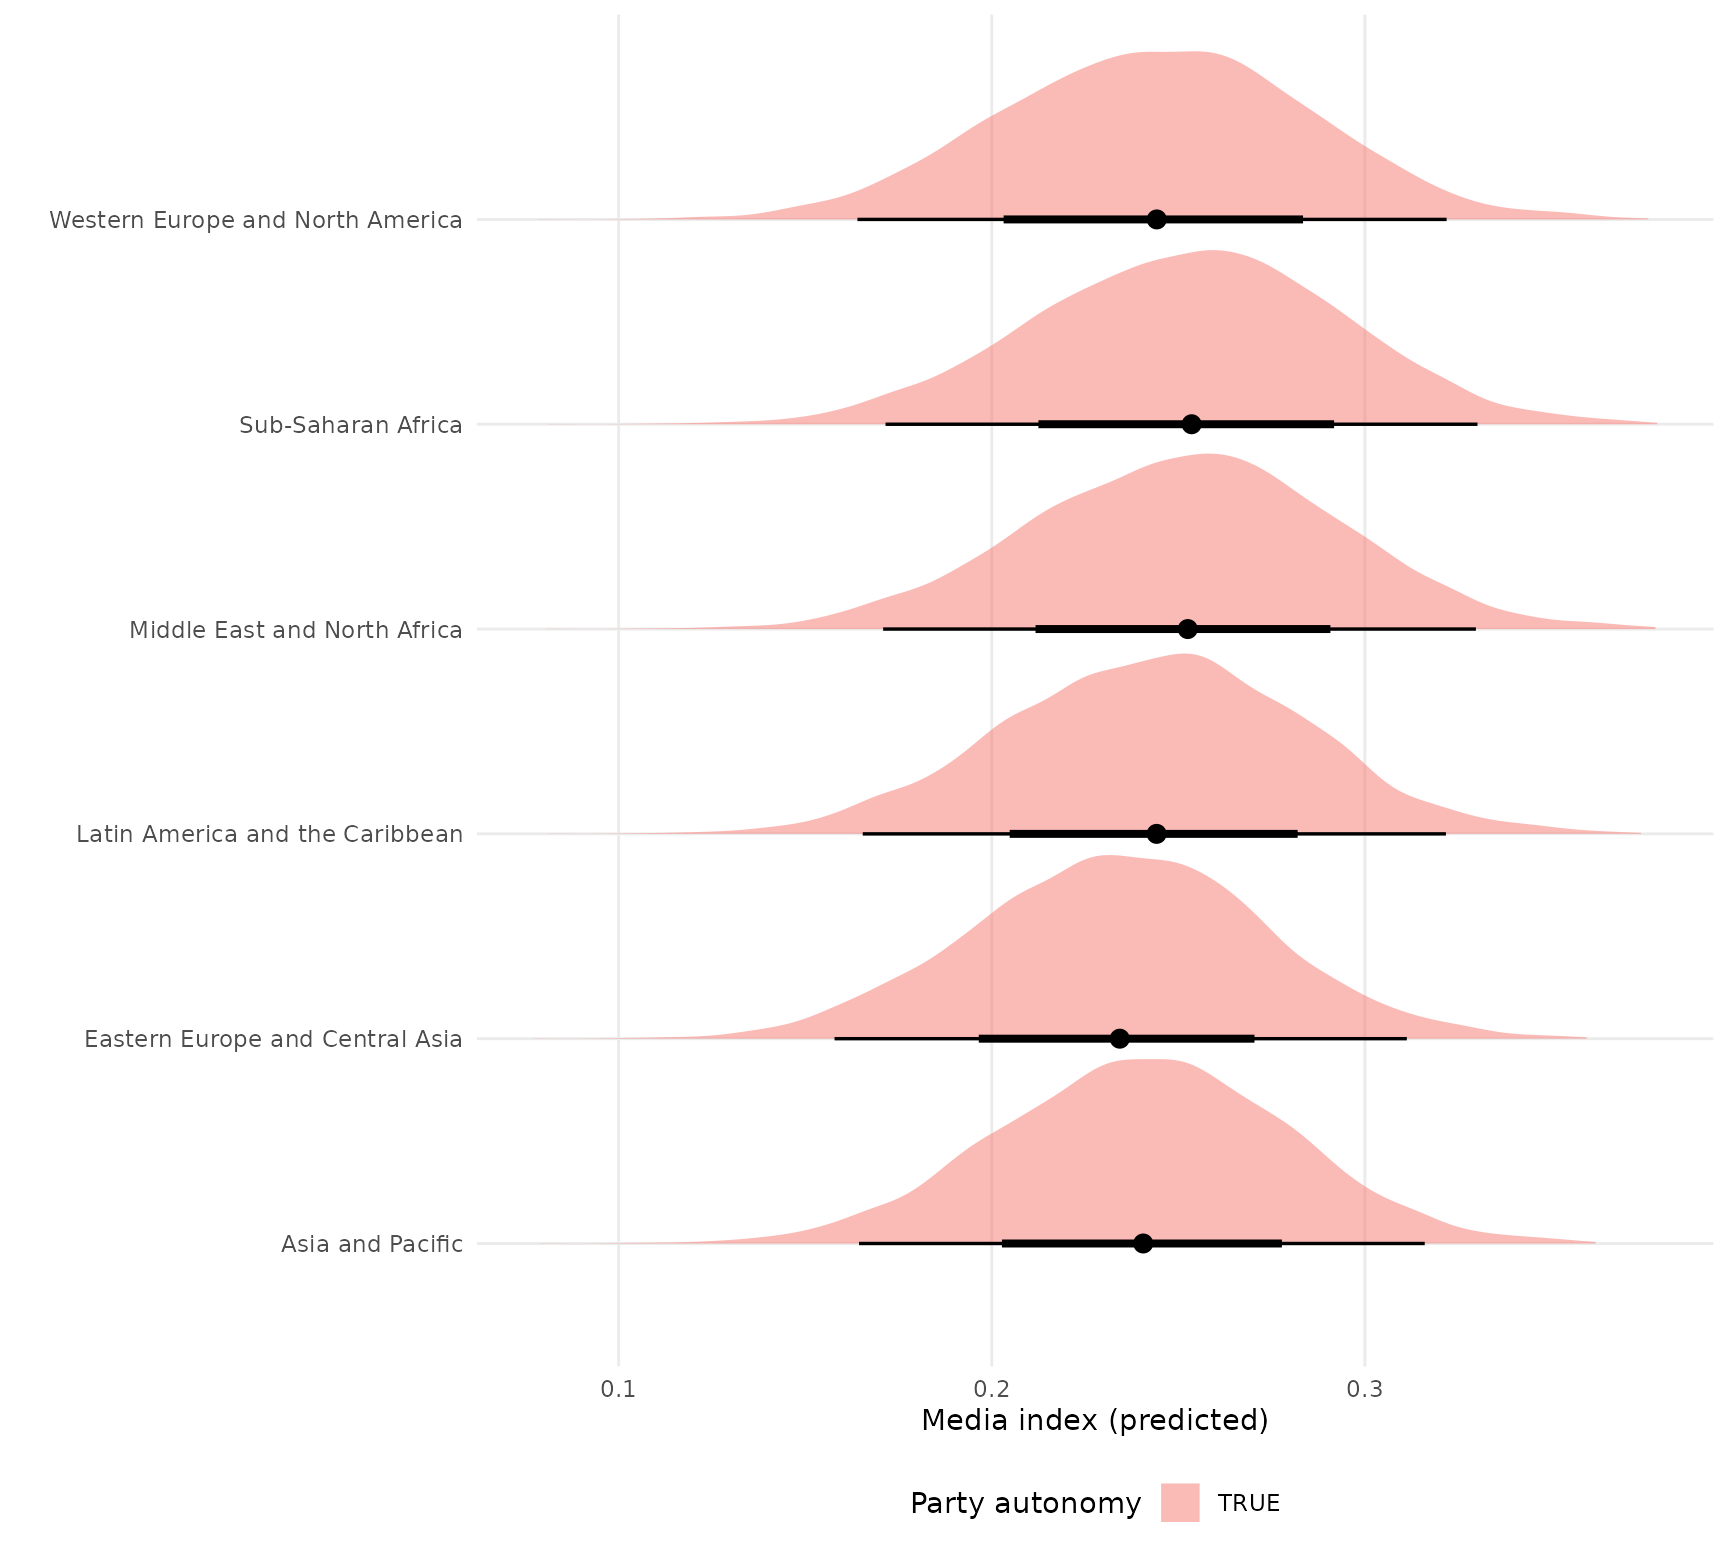 Western Europe and North America
Sub-Saharan Africa
Middle East and North Africa
Latin America and the Caribbean
Eastern Europe and Central Asia
Asia and Pacific
0.1 0.2 0.3
Media index (predicted)
Party autonomy TRUE